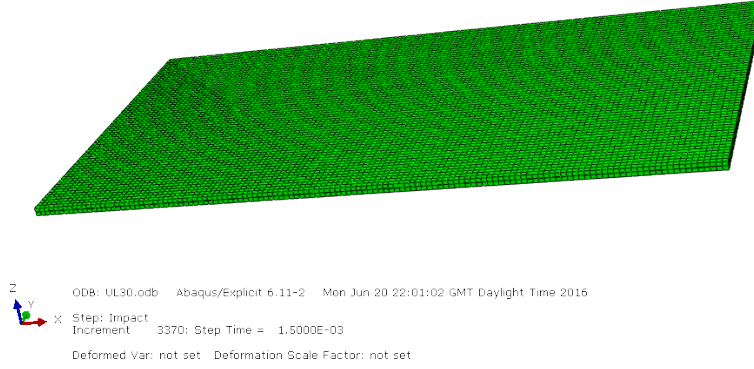 Z
Y
X
ODB: UL30.odb Abaqus/Explicit 6.11-2 Mon Jun 20 22:01:02 GMT Daylight Time 2016
Step: Impact
Increment 3370: Step Time = 1.5000E-03
Deformed Var: not set Deformation Scale Factor: not set